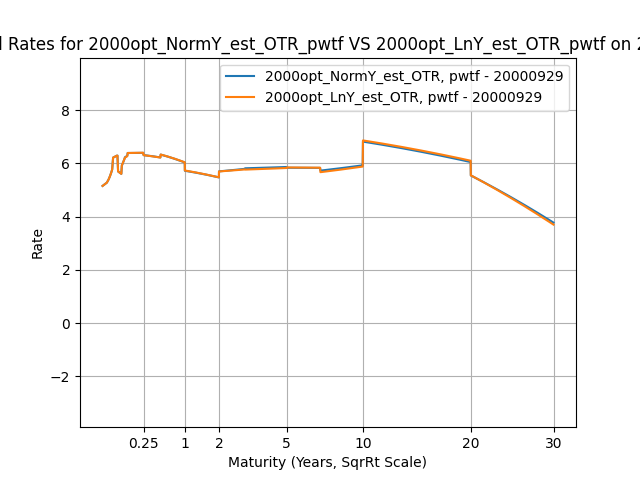 Rates for 2000opt_NormY_est_OTR_pwtf VS 2000opt_LnY_est_OTR_pwtf on
2000opt_NormY_est_OTR, pwtf - 20000929
2000opt_LnY_est_OTR, pwtf - 20000929
8
6
4
2
0
−2
Rate
0.25 1 2 5 10 20 30
Maturity (Years, SqrRt Scale)